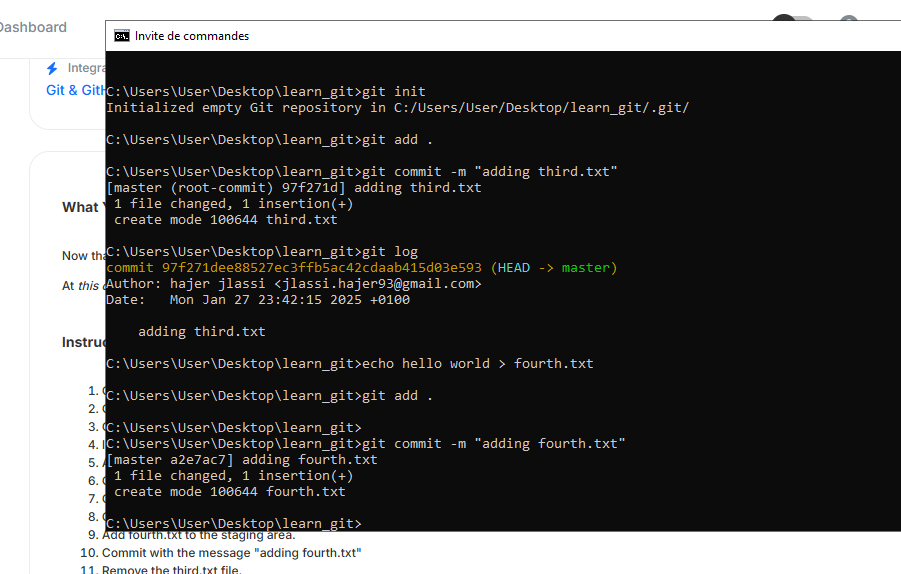 Dashboard
Invite de commandes
Integra
Git & Gith
C:\Users\User\Desktop\learn_git>git init
Initialized empty Git repository in C:/Users/User/Desktop/learn_git/.git/
C:\Users\User\Desktop\learn_git>git add .
C:\Users\User\Desktop\learn_git>git commit -m "adding third.txt"
[master (root-commit) 97f271d] adding third.txt
 1 file changed, 1 insertion(+)
 create mode 100644 third.txt
What Y
Now tha
C:\Users\User\Desktop\learn_git>git log
commit 97f271dee88527ec3ffb5ac42cdaab415d03e593 (HEAD -> master)
At this c
Author: hajer jlassi <jlassi.hajer93@gmail.com>
Date:   Mon Jan 27 23:42:15 2025 +0100
    adding third.txt
Instruc
C:\Users\User\Desktop\learn_git>echo hello world > fourth.txt
1.
C:\Users\User\Desktop\learn_git>git add .
2.
3.
C:\Users\User\Desktop\learn_git>
4.
C:\Users\User\Desktop\learn_git>git commit -m "adding fourth.txt"
5.
[master a2e7ac7] adding fourth.txt
6.
 1 file changed, 1 insertion(+)
7.
 create mode 100644 fourth.txt
8.
C:\Users\User\Desktop\learn_git>
9. Add fourth.txt to the staging area.
10. Commit with the message "adding fourth.txt"
11. Remove the third.txt file.